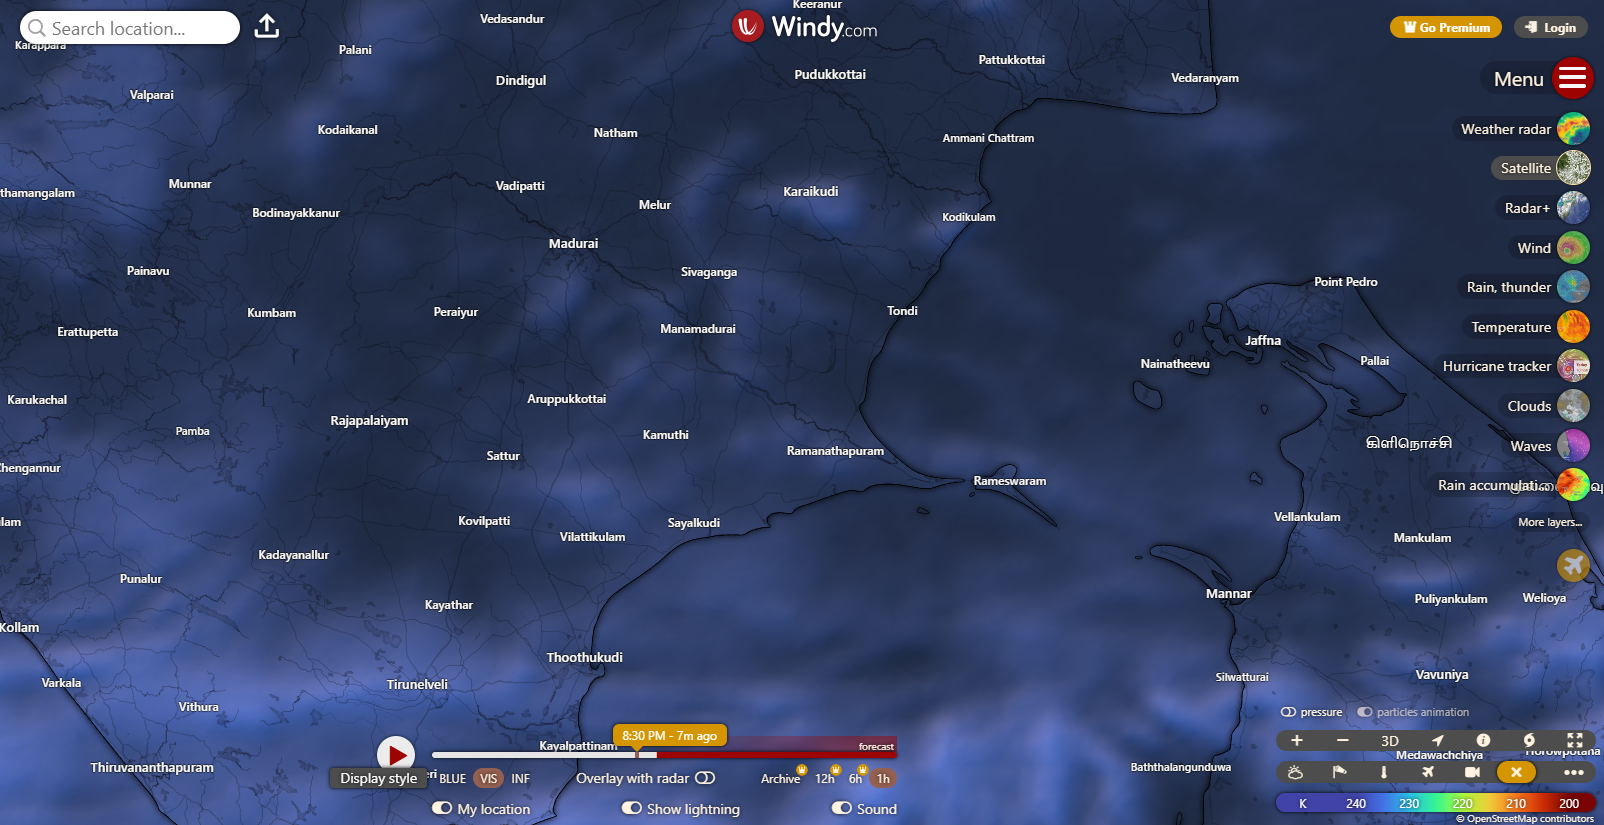 Search location...
Windy.com
Go Premium
Login
Menu
Weather radar
Satellite
Radar+
Wind
Rain, thunder
Temperature
Hurricane tracker
Clouds
Waves
Rain accumulati...
More layers...
Keeranur
Vedasandur
Karappara
Palani
Pattukkottai
Pudukkottai
Vedaranyam
Dindigul
Valparai
Kodaikanal
Natham
Ammani Chattram
Munnar
Vadipatti
Karaikudi
thamangalam
Melur
Bodinayakkanur
Kodikulam
Madurai
Painavu
Sivaganga
Point Pedro
Kumbam
Peraiyur
Tondi
Erattupetta
Manamadurai
Jaffna
Nainatheevu
Pallai
Karukachal
Aruppukkottai
Rajapalaiyam
Pamba
Kamuthi
கிளிநொச்சி
Ramanathapuram
Sattur
Chengannur
Rameswaram
Vellankulam
lam
Kovilpatti
Sayalkudi
Vilattikulam
Mankulam
Kadayanallur
Punalur
Mannar
Puliyankulam
Welioya
Kayathar
Kollam
Thoothukudi
Vavuniya
Silwatturai
Varkala
Tirunelveli
Vithura
Kayalpattinam
Thiruvananthapuram
Baththalangunduwa
Medawachchiya
Horowpotana
8:30 PM - 7m ago
forecast
Display style
eri
BLUE
VIS
INF
Overlay with radar
Archive
12h
6h
1h
My location
Show lightning
Sound
pressure
particles animation
3D
K 240 230 220 210 200
© OpenStreetMap contributors